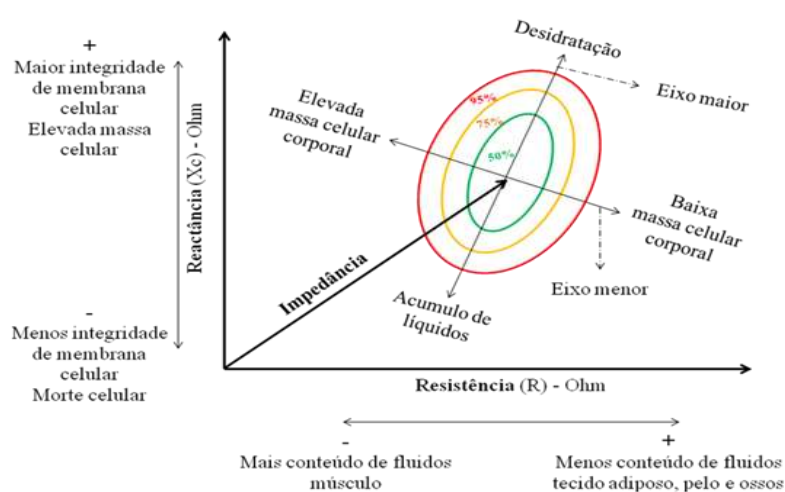 +
Maior integridade
de membrana
celular
Elevada massa
celular
-
Menos integridade
de membrana
celular
Morte celular
Reactância (Xc) - Ohm
Desidratação
Eixo maior
Elevada
massa celular
corporal
95%
75%
50%
Baixa
massa celular
corporal
Eixo menor
Impedância
Acumulo de
líquidos
Resistência (R) - Ohm
-
Mais conteúdo de fluidos
músculo
+
Menos conteúdo de fluidos
tecido adiposo, pelo e ossos